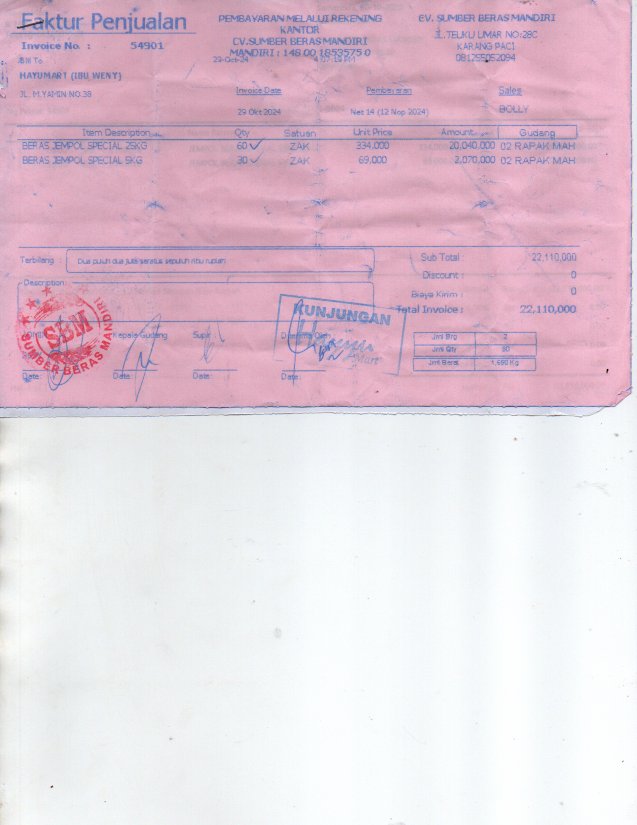 Faktur Penjualan
Invoice No. : 54901
Bill To
HAYUMART (IBU WENY)
JL. M.YAMIN NO.38
PEMBAYARAN MELALUI REKENING
KANTOR
CV.SUMBER BERAS MANDIRI
MANDIRI : 148 00 1853575 0
29-Oct-24
CV. SUMBER BERAS MANDIRI
JL.TEUKU UMAR NO:28C
KARANG PACI
081255052094
Invoice Date Pembayaran Sales
29 Okt 2024 Net 14 (12 Nop 2024) BOLLY
Item Description Qty Satuan Unit Price Amount Gudang
BERAS JEMPOL SPECIAL 25KG 60 ZAK 334.000 20.040.000 02 RAPAK MAH
BERAS JEMPOL SPECIAL 5KG 30 ZAK 69.000 2.070.000 02 RAPAK MAH
Terbilang : Dua puluh dua juta seratus sepuluh ribu rupiah
Sub Total : 22,110,000
Discount : 0
Biaya Kirim : 0
Total Invoice : 22,110,000
Description:
SBM
SUMBER BERAS MANDIRI
KUNJUNGAN
Kepala Gudang Supir Diterima Oleh
Date: Date: Date: Date:
Jml Brg 2
Jml Qty 90
Jml Berat 1,650 Kg